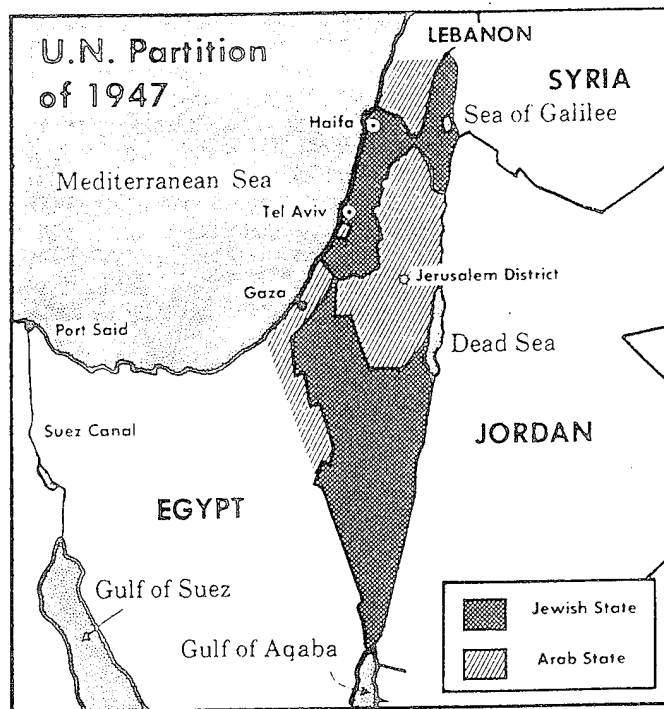 U.N. Partition
of 1947
LEBANON
SYRIA
Haifa
Sea of Galilee
Mediterranean Sea
Tel Aviv
Jerusalem District
Gaza
Port Said
Dead Sea
Suez Canal
JORDAN
EGYPT
Gulf of Suez
Gulf of Aqaba
Jewish State
Arab State